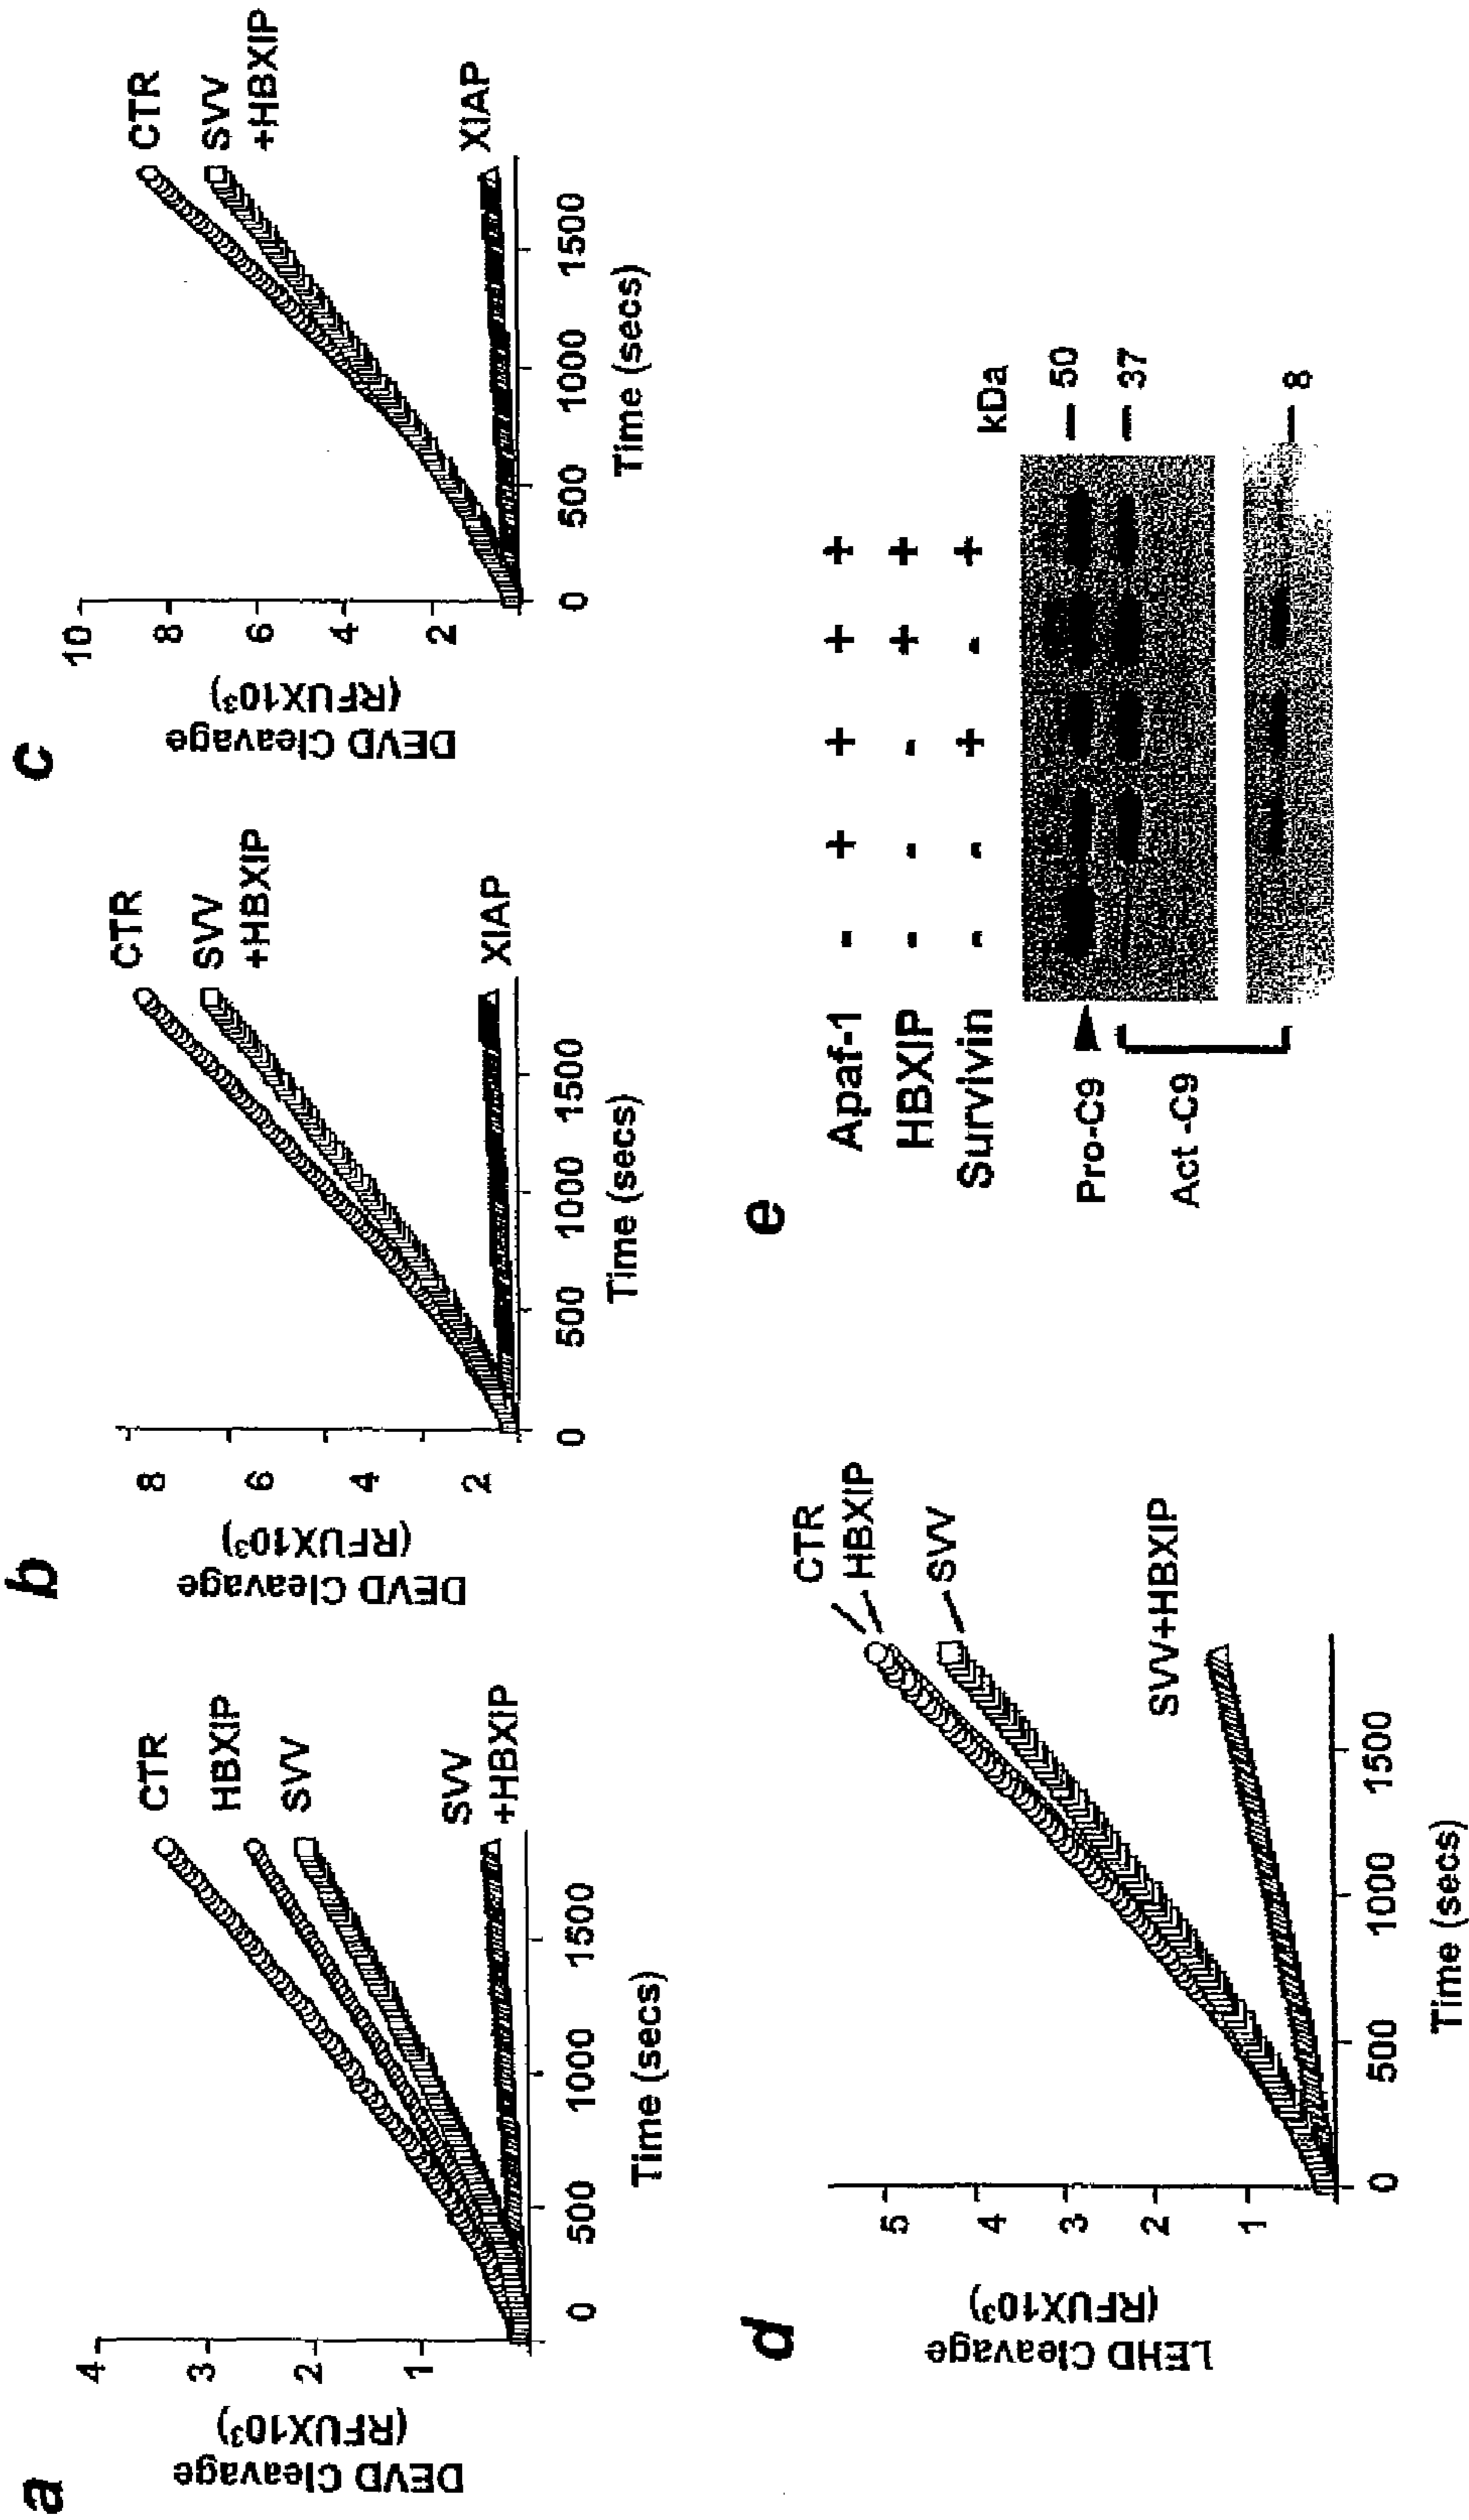 a
DEVD Cleavage
(RFUX10³)
4
3
2
1
0 500 1000 1500
Time (secs)
CTR
HBXIP
SVV
SVV
+HBXIP
b
DEVD Cleavage
(RFUX10³)
8
6
4
2
0 500 1000 1500
Time (secs)
CTR
SVV
+HBXIP
XIAP
c
DEVD Cleavage
(RFUX10³)
10
8
6
4
2
0 500 1000 1500
Time (secs)
CTR
SVV
+HBXIP
XIAP
d
LEHD Cleavage
(RFUX10³)
5
4
3
2
1
0 500 1000 1500
Time (secs)
CTR
HBXIP
SVV
SVV+HBXIP
e
Apaf-1 - + + + +
HBXIP - - - + +
Survivin - - + - +
kDa
Pro-C9
Act -C9
50
37
8